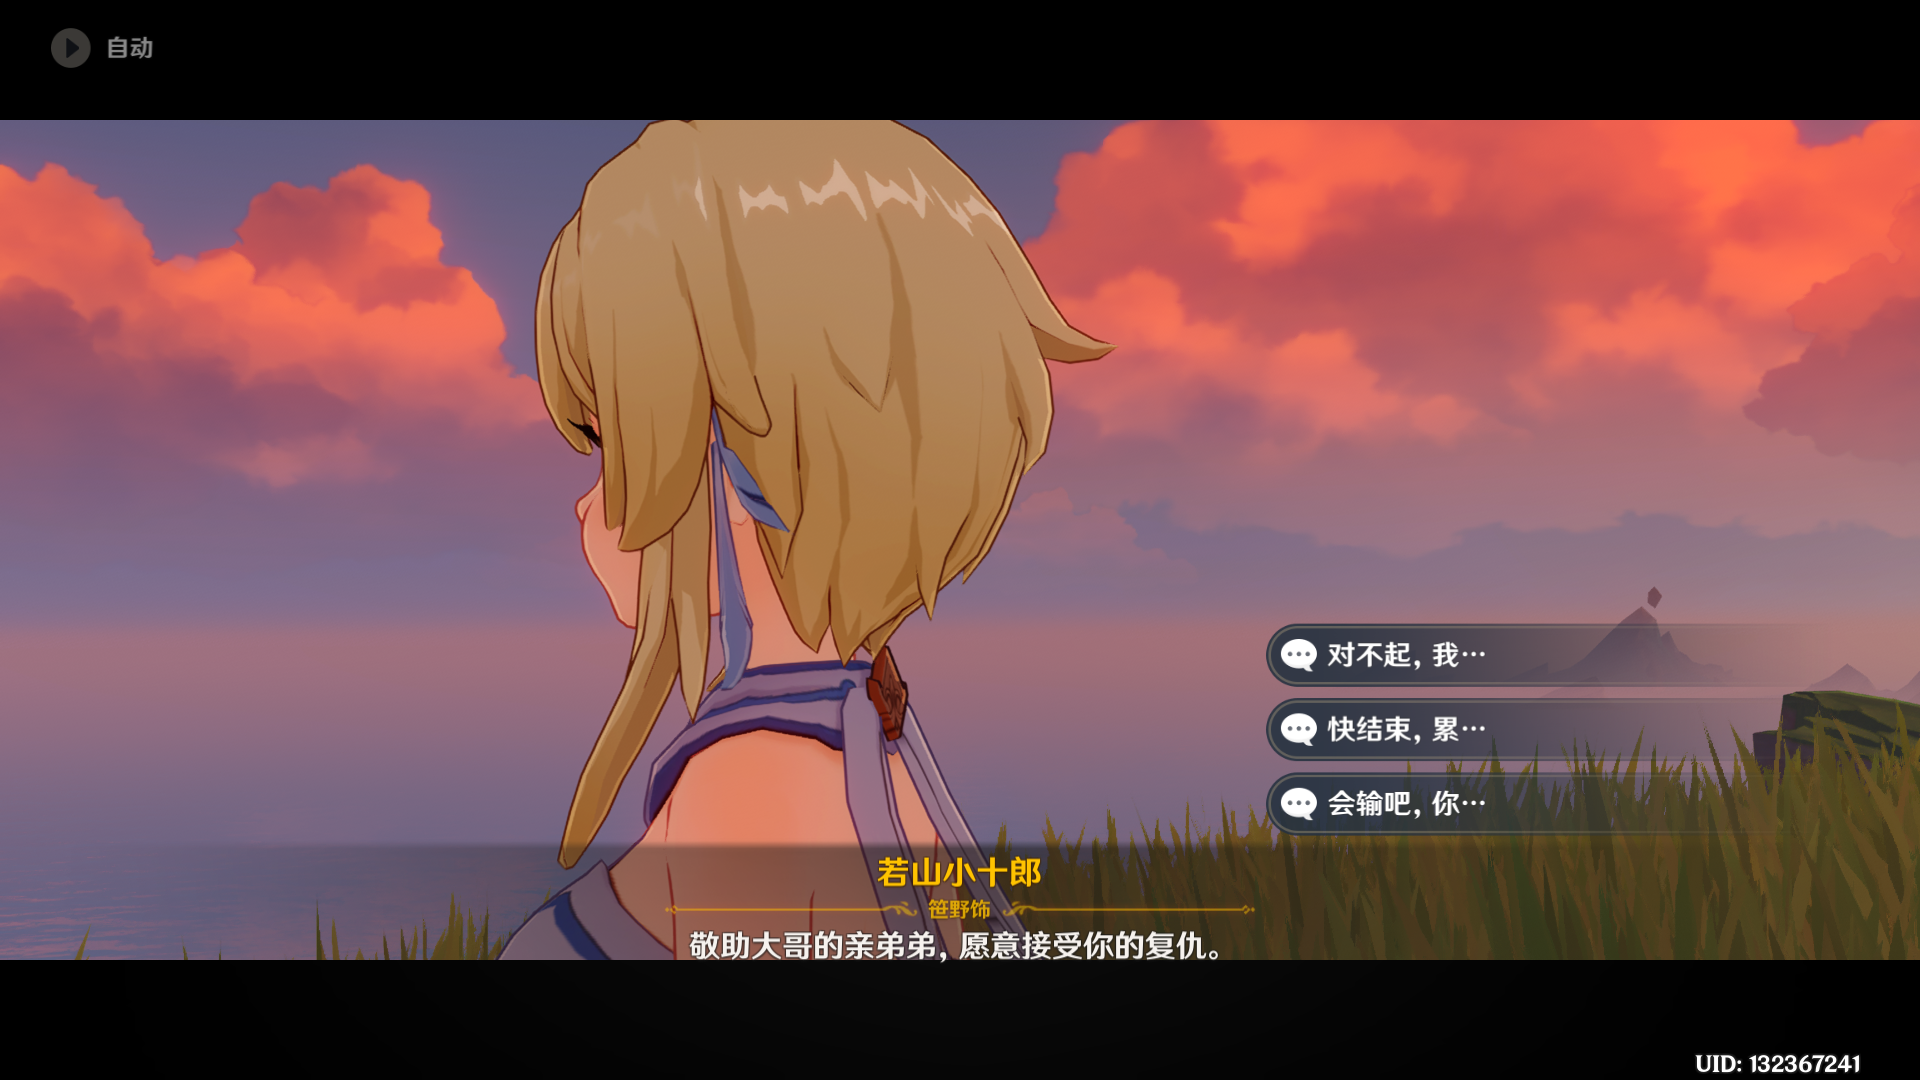 自动
对不起，我…
快结束，累…
会输吧，你…
若山小十郎
笹野饰
敬助大哥的亲弟弟，愿意接受你的复仇。
UID: 132367241